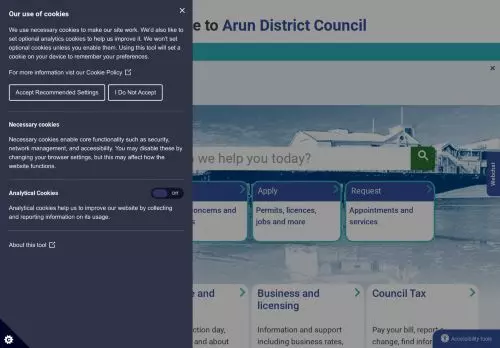 Our use of cookies
We use necessary cookies to make our site work. We'd also like to
set optional analytics cookies to help us improve it. We won't set
optional cookies unless you enable them. Using this tool will set a
cookie on your device to remember your preferences.
For more information vist our Cookie Policy
Accept Recommended Settings
I Do Not Accept
Necessary cookies
Necessary cookies enable core functionality such as security,
network management, and accessibility. You may disable these by
changing your browser settings, but this may affect how the
website functions.
Analytical Cookies
Off
Analytical cookies help us to improve our website by collecting
and reporting information on its usage.
About this tool
e to Arun District Council
we help you today?
Webchat
Apply
Request
oncerns and
Permits, licences,
jobs and more
Appointments and
services
e and
Business and
licensing
Council Tax
ction day,
and about
Information and support
including business rates,
Pay your bill, report a
change, find infor
Accessibility tools